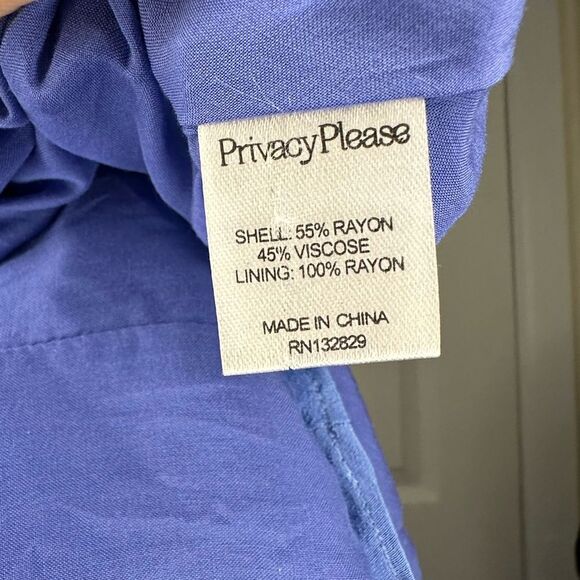 PrivacyPlease
SHELL: 55% RAYON
45% VISCOSE
LINING: 100% RAYON
MADE IN CHINA
RN132829